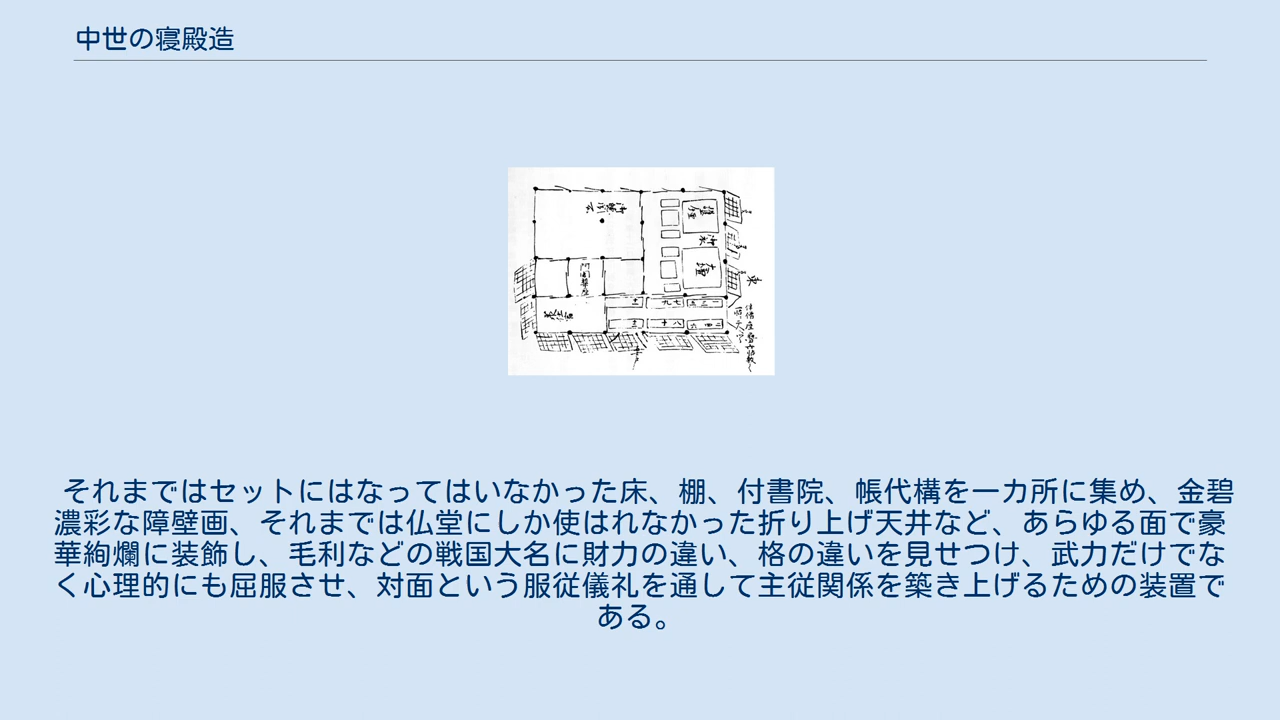 中世の寝殿造
東
それまではセットにはなってはいなかった床、棚、付書院、帳代構を一カ所に集め、金碧
濃彩な障壁画、それまでは仏堂にしか使はれなかった折り上げ天井など、あらゆる面で豪
華絢爛に装飾し、毛利などの戦国大名に財力の違い、格の違いを見せつけ、武力だけでな
く心理的にも屈服させ、対面という服従儀礼を通して主従関係を築き上げるための装置で
ある。